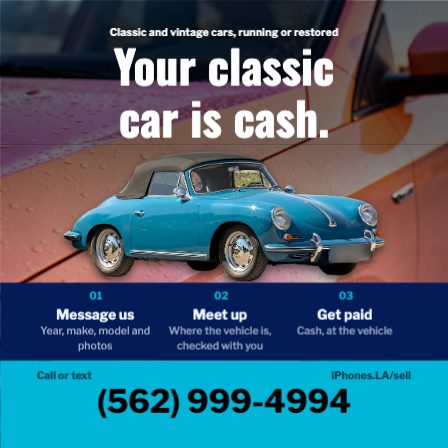 Classic and vintage cars, running or restored
Your classic
car is cash.
01
Message us
Year, make, model and
photos
02
Meet up
Where the vehicle is,
checked with you
03
Get paid
Cash, at the vehicle
Call or text
iPhones.LA/sell
(562) 999-4994